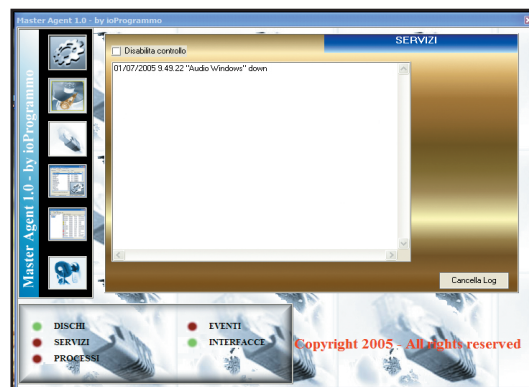 Master Agent 1.0 - by ioProgrammo
SERVIZI
Disabilita controllo
01/07/2005 9.49.22 "Audio Windows" down
Master Agent 1.0 - by ioProgrammo
Cancella Log
DISCHI
EVENTI
SERVIZI
INTERFACCE
PROCESSI
Copyright 2005 - All rights reserved